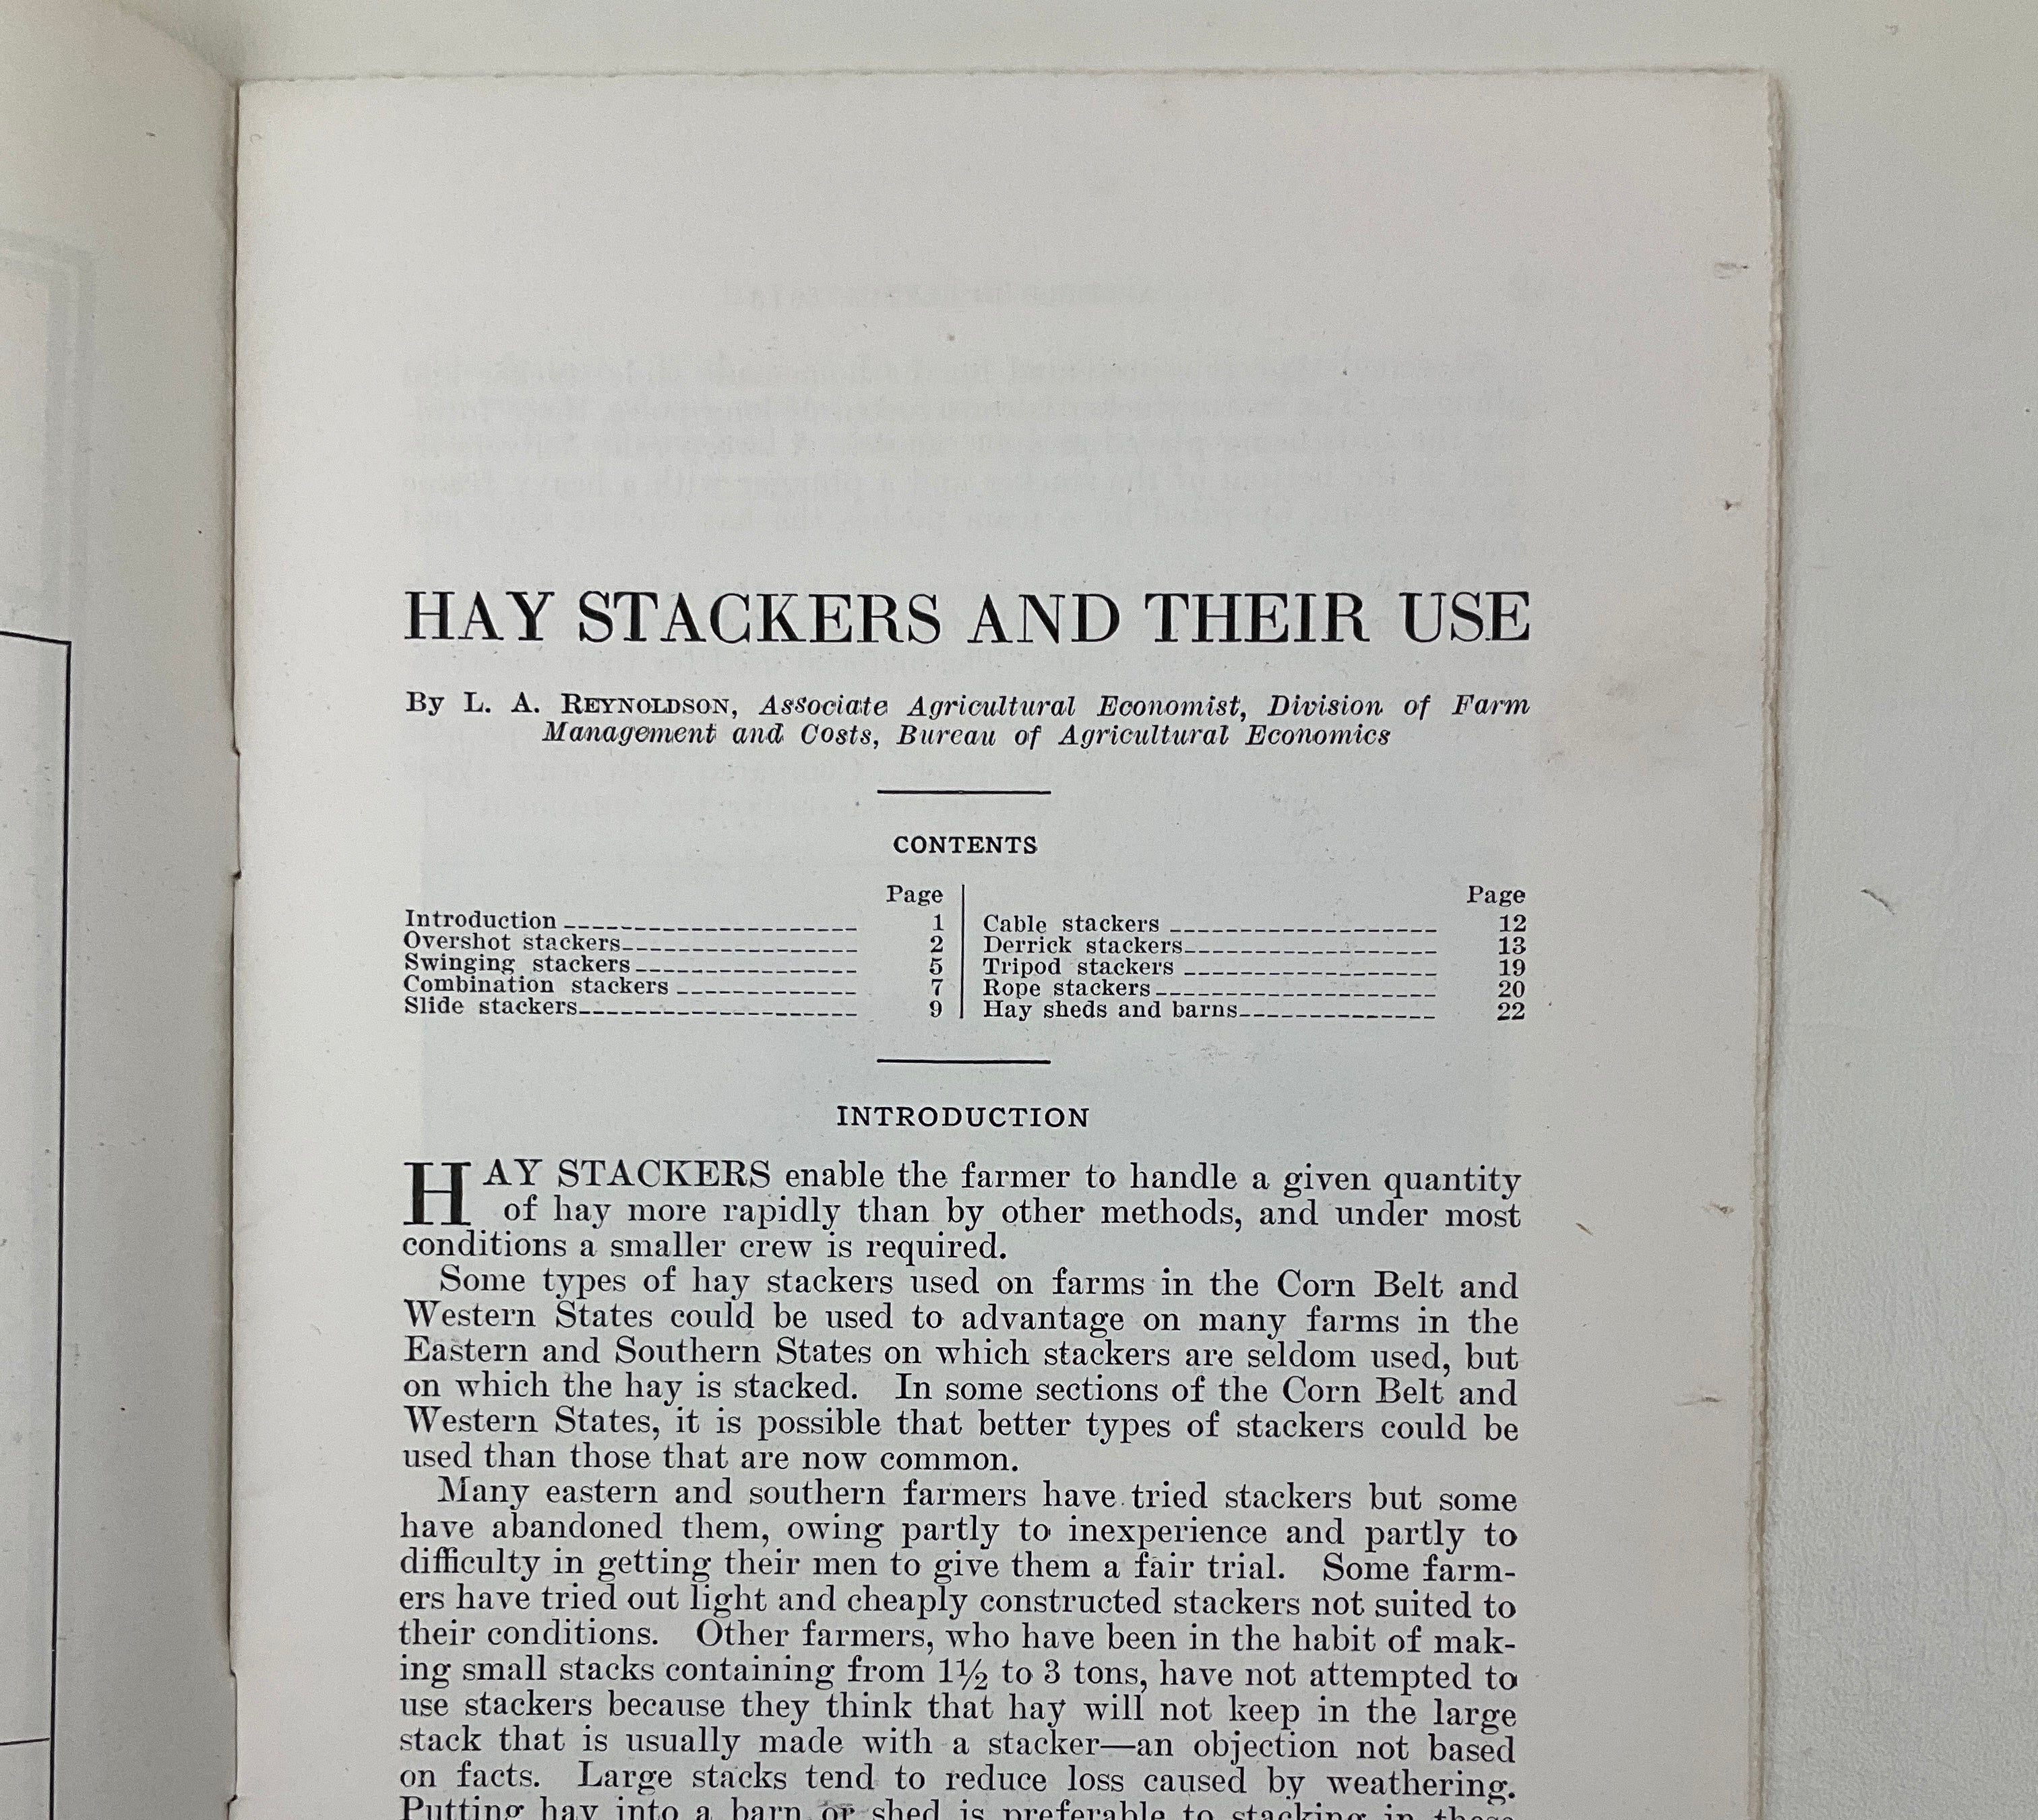 HAY STACKERS AND THEIR USE
By L. A. REYNOLDSON, Associate Agricultural Economist, Division of Farm
Management and Costs, Bureau of Agricultural Economics
CONTENTS
Page
Introduction 1
Overshot stackers 2
Swinging stackers 5
Combination stackers 7
Slide stackers 9
Page
Cable stackers 12
Derrick stackers 13
Tripod stackers 19
Rope stackers 20
Hay sheds and barns 22
INTRODUCTION
HAY STACKERS enable the farmer to handle a given quantity
of hay more rapidly than by other methods, and under most
conditions a smaller crew is required.
Some types of hay stackers used on farms in the Corn Belt and
Western States could be used to advantage on many farms in the
Eastern and Southern States on which stackers are seldom used, but
on which the hay is stacked. In some sections of the Corn Belt and
Western States, it is possible that better types of stackers could be
used than those that are now common.
Many eastern and southern farmers have tried stackers but some
have abandoned them, owing partly to inexperience and partly to
difficulty in getting their men to give them a fair trial. Some farm-
ers have tried out light and cheaply constructed stackers not suited to
their conditions. Other farmers, who have been in the habit of mak-
ing small stacks containing from 1½ to 3 tons, have not attempted to
use stackers because they think that hay will not keep in the large
stack that is usually made with a stacker—an objection not based
on facts. Large stacks tend to reduce loss caused by weathering.
Putting hay into a barn or shed is preferable to stacking in these